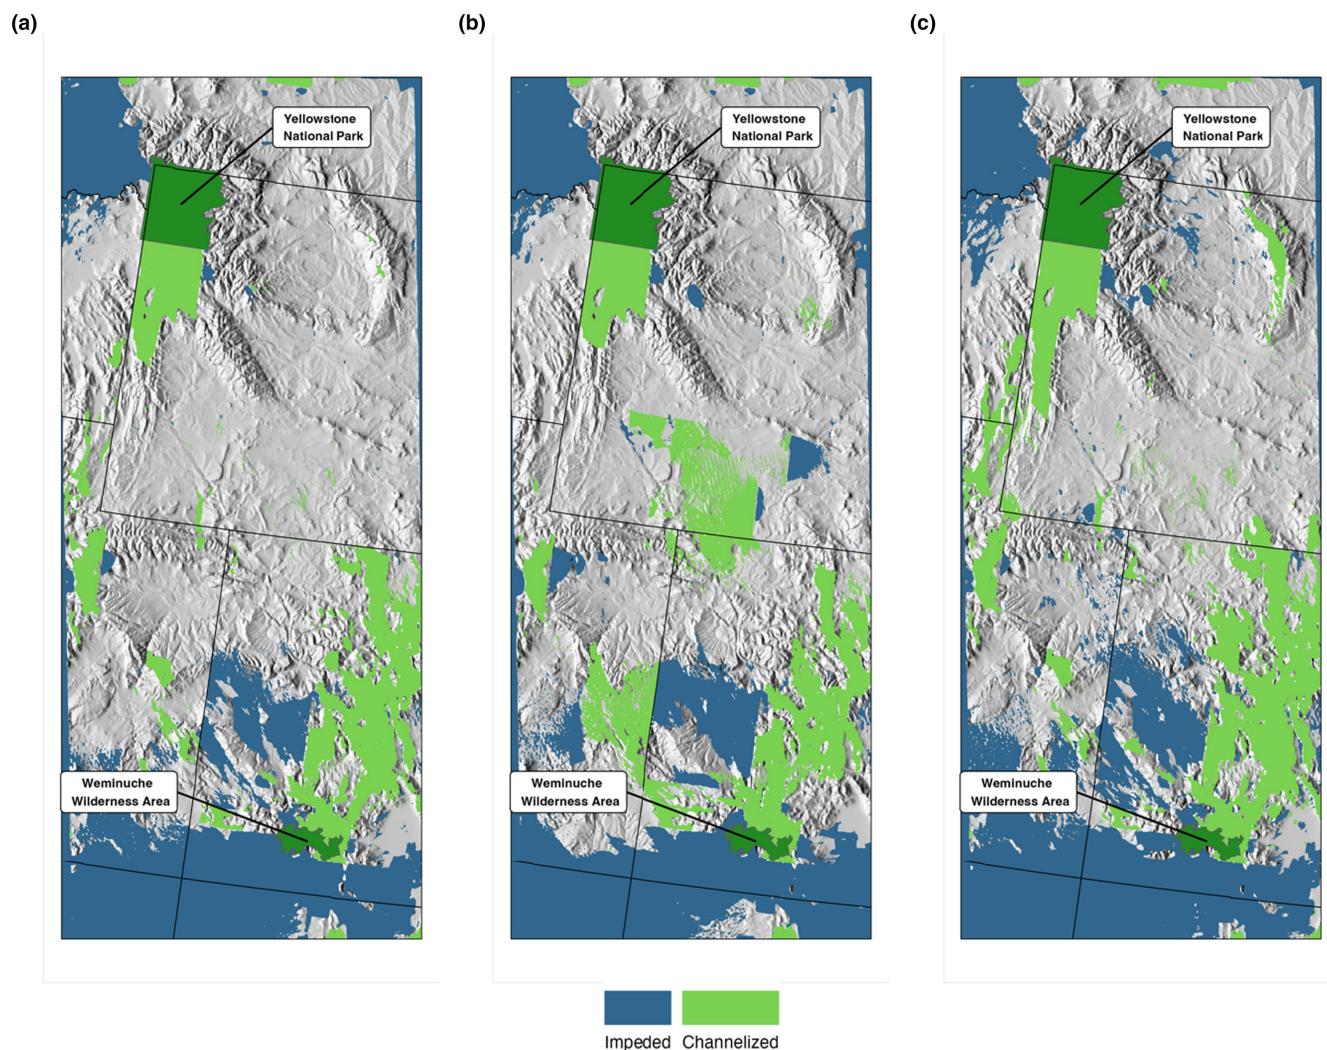 (a)
(b)
(c)
Yellowstone
National Park
Yellowstone
National Park
Yellowstone
National Park
Weminuche
Wilderness Area
Weminuche
Wilderness Area
Weminuche
Wilderness Area
Impeded
Channelized